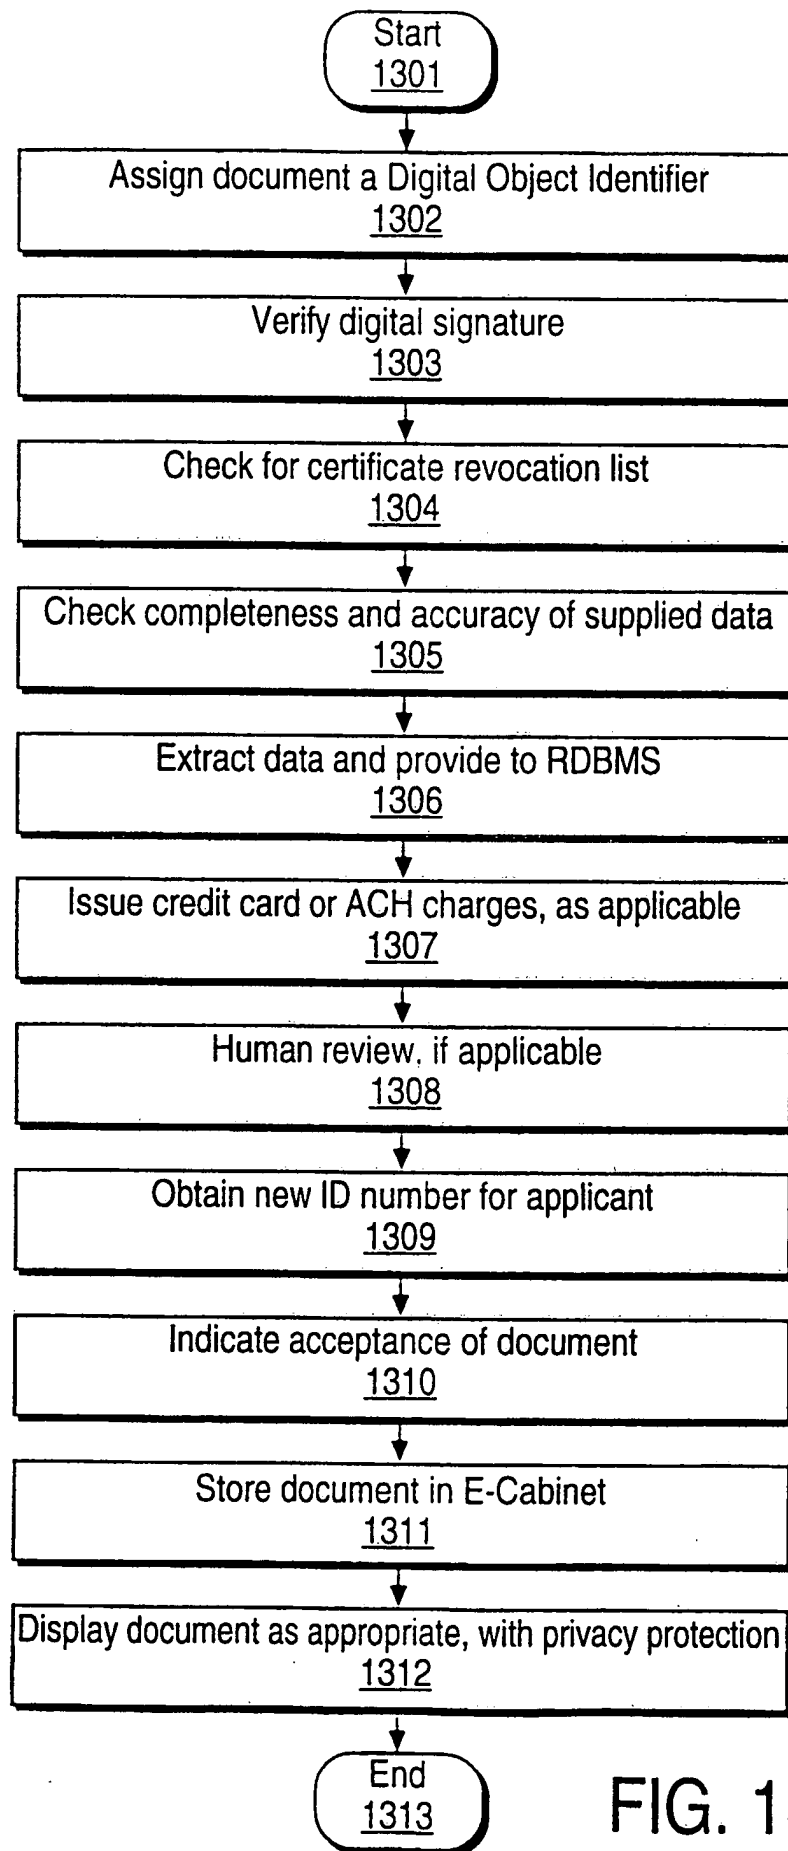 Start
1301
Assign document a Digital Object Identifier
1302
Verify digital signature
1303
Check for certificate revocation list
1304
Check completeness and accuracy of supplied data
1305
Extract data and provide to RDBMS
1306
Issue credit card or ACH charges, as applicable
1307
Human review, if applicable
1308
Obtain new ID number for applicant
1309
Indicate acceptance of document
1310
Store document in E-Cabinet
1311
Display document as appropriate, with privacy protection
1312
End
1313
FIG. 1